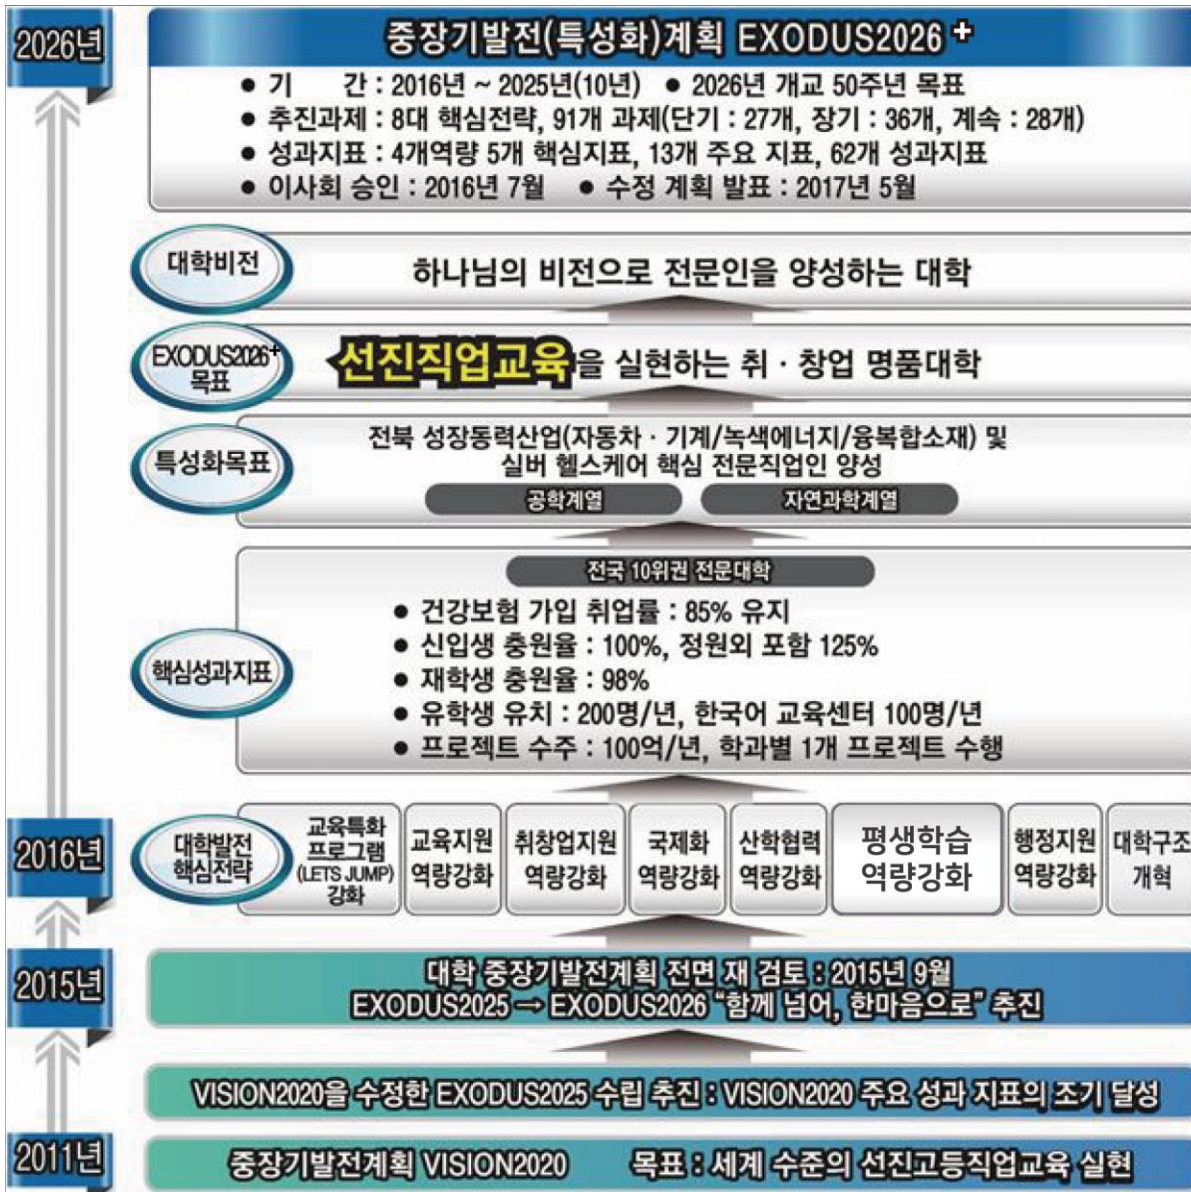 2026년
중장기발전(특성화)계획 EXODUS2026+
● 기 간 : 2016년 ~ 2025년(10년) ● 2026년 개교 50주년 목표
● 추진과제 : 8대 핵심전략, 91개 과제(단기 : 27개, 장기 : 36개, 계속 : 28개)
● 성과지표 : 4개역량 5개 핵심지표, 13개 주요 지표, 62개 성과지표
● 이사회 승인 : 2016년 7월 ● 수정 계획 발표 : 2017년 5월
대학비전
하나님의 비전으로 전문인을 양성하는 대학
EXODUS2026+
목표
선진직업교육을 실현하는 취 · 창업 명품대학
특성화목표
전북 성장동력산업(자동차 · 기계/녹색에너지/융복합소재) 및
실버 헬스케어 핵심 전문직업인 양성
공학계열 자연과학계열
핵심성과지표
전국 10위권 전문대학
● 건강보험 가입 취업률 : 85% 유지
● 신입생 충원율 : 100%, 정원외 포함 125%
● 재학생 충원율 : 98%
● 유학생 유치 : 200명/년, 한국어 교육센터 100명/년
● 프로젝트 수주 : 100억/년, 학과별 1개 프로젝트 수행
2016년
대학발전
핵심전략
교육특화
프로그램
(LETS JUMP)
강화
교육지원
역량강화
취창업지원
역량강화
국제화
역량강화
산학협력
역량강화
평생학습
역량강화
행정지원
역량강화
대학구조
개혁
2015년
대학 중장기발전계획 전면 재 검토 : 2015년 9월
EXODUS2025 → EXODUS2026 “함께 넘어, 한마음으로” 추진
VISION2020을 수정한 EXODUS2025 수립 추진 : VISION2020 주요 성과 지표의 조기 달성
2011년
중장기발전계획 VISION2020 목표 : 세계 수준의 선진고등직업교육 실현